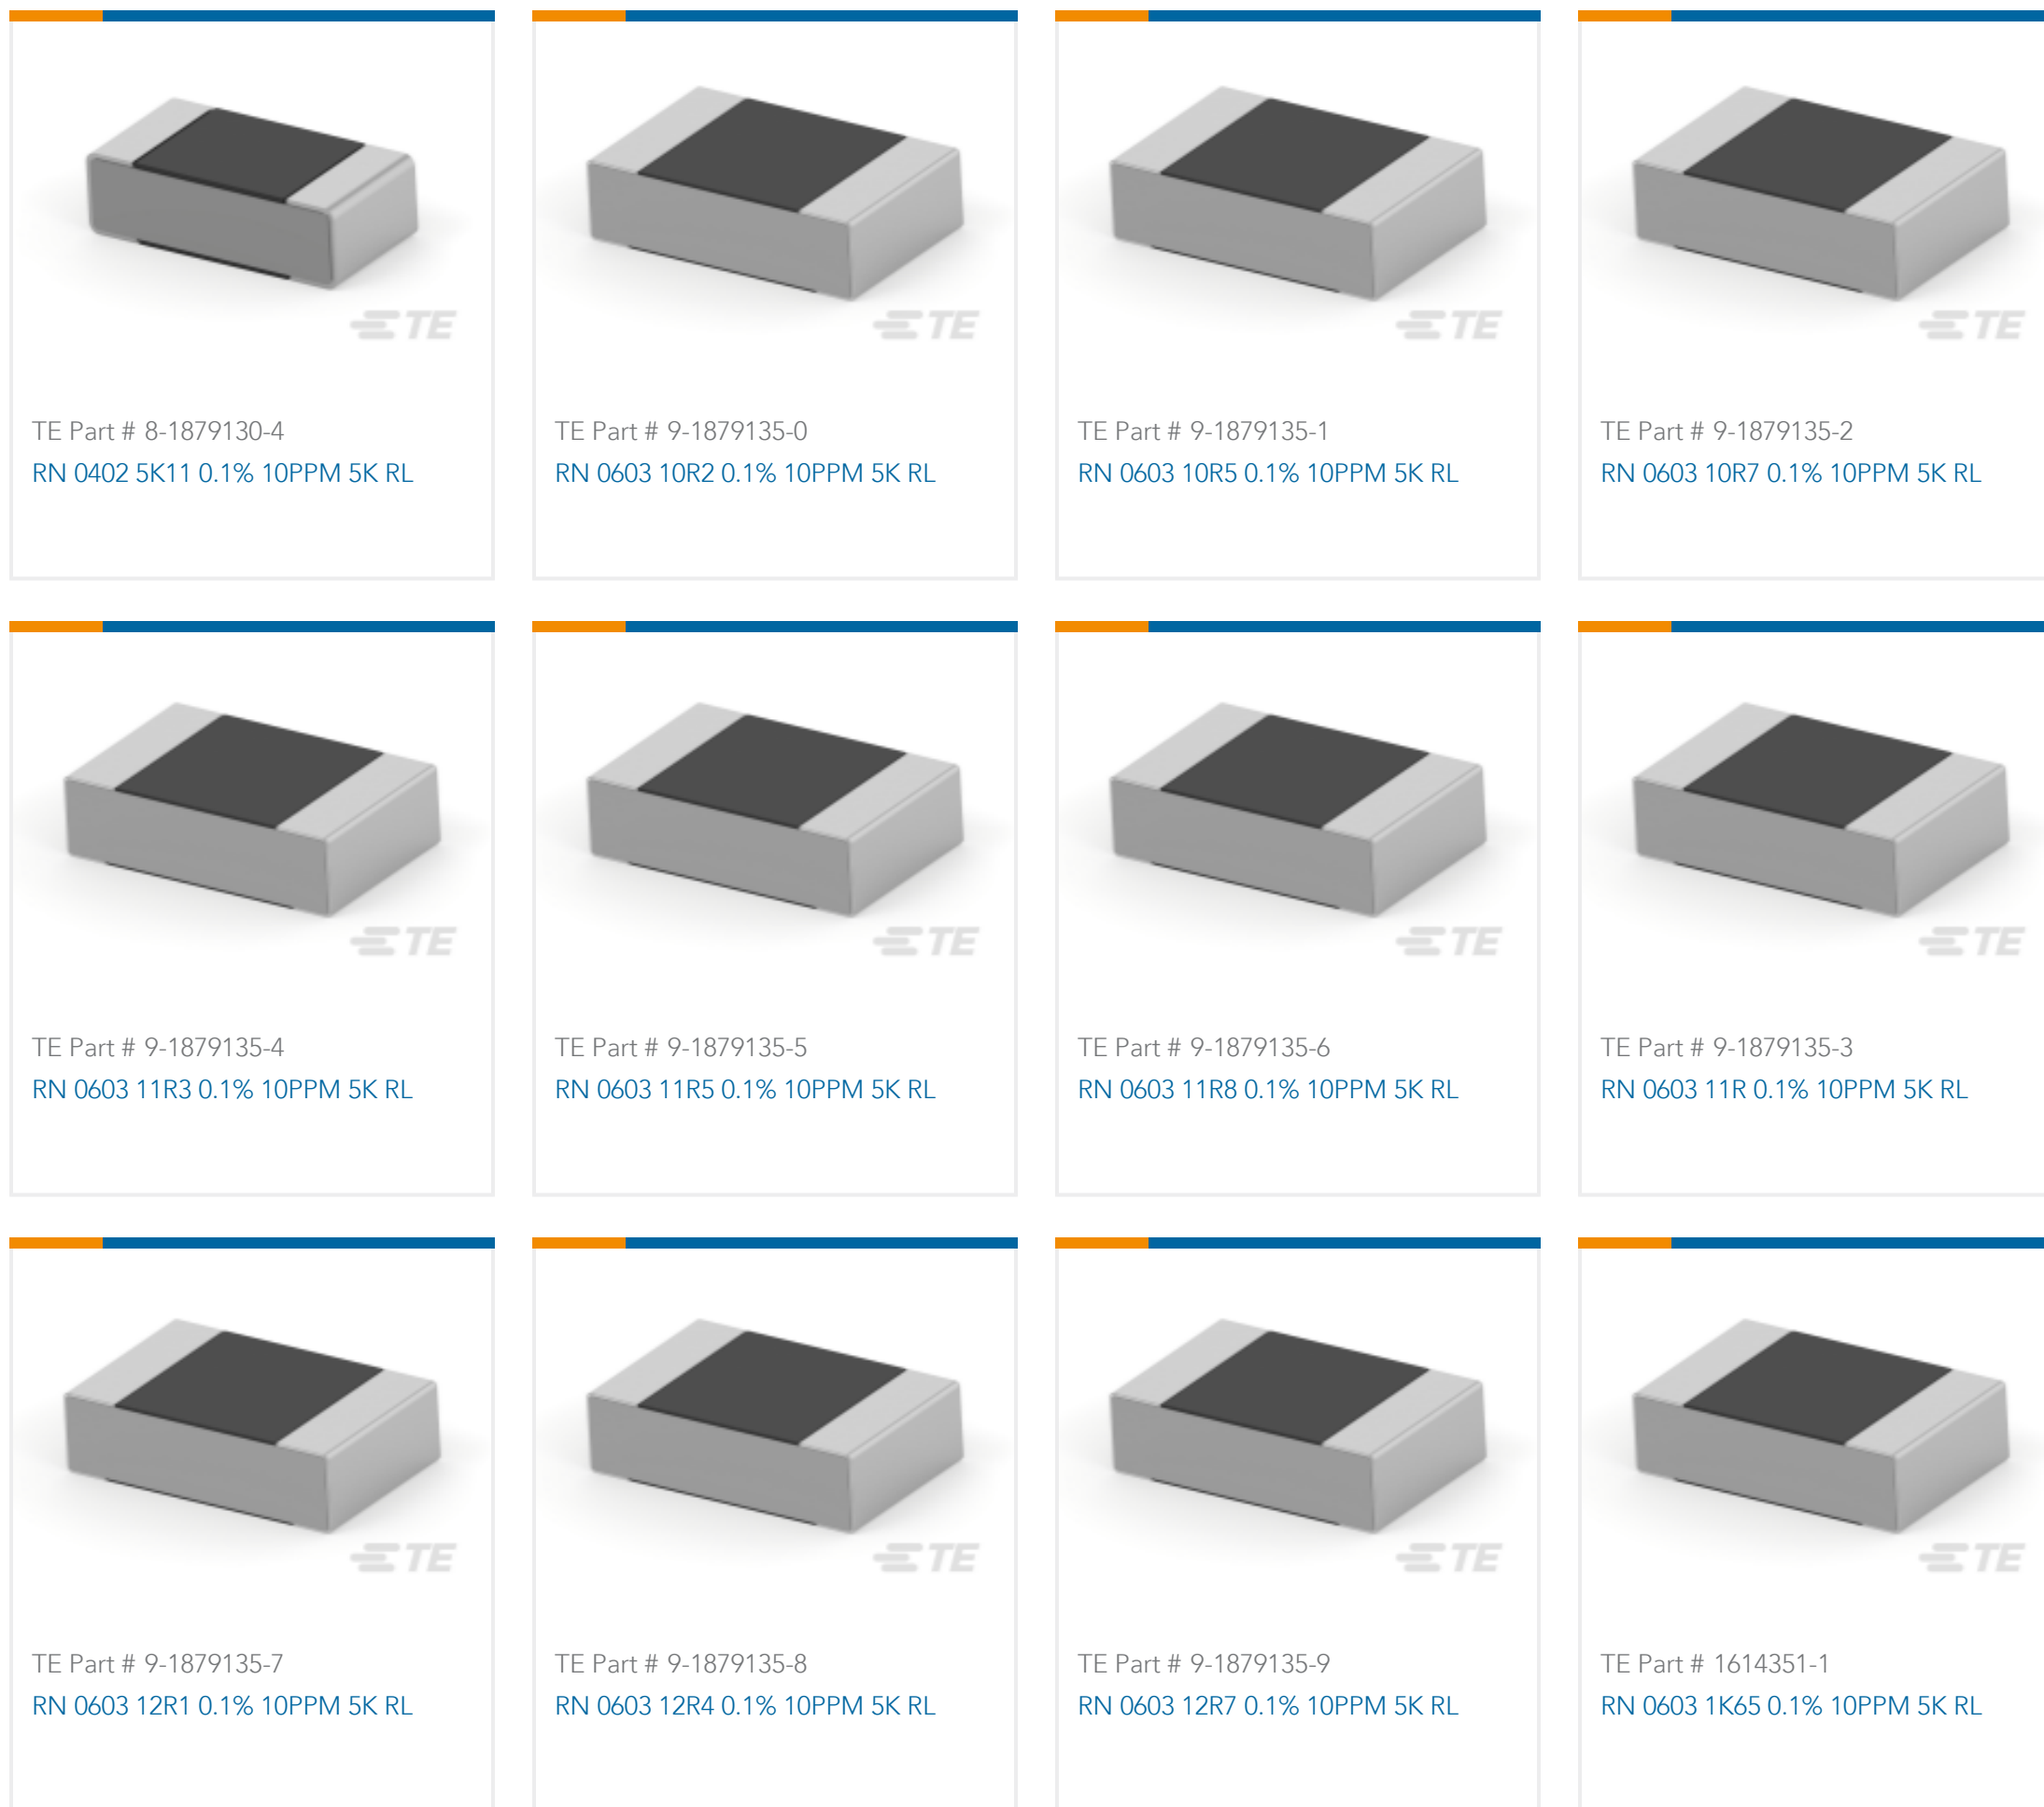 TE
TE
TE
TE
TE Part # 8-1879130-4
RN 0402 5K11 0.1% 10PPM 5K RL
TE Part # 9-1879135-0
RN 0603 10R2 0.1% 10PPM 5K RL
TE Part # 9-1879135-1
RN 0603 10R5 0.1% 10PPM 5K RL
TE Part # 9-1879135-2
RN 0603 10R7 0.1% 10PPM 5K RL
TE
TE
TE
TE
TE Part # 9-1879135-4
RN 0603 11R3 0.1% 10PPM 5K RL
TE Part # 9-1879135-5
RN 0603 11R5 0.1% 10PPM 5K RL
TE Part # 9-1879135-6
RN 0603 11R8 0.1% 10PPM 5K RL
TE Part # 9-1879135-3
RN 0603 11R 0.1% 10PPM 5K RL
TE
TE
TE
TE
TE Part # 9-1879135-7
RN 0603 12R1 0.1% 10PPM 5K RL
TE Part # 9-1879135-8
RN 0603 12R4 0.1% 10PPM 5K RL
TE Part # 9-1879135-9
RN 0603 12R7 0.1% 10PPM 5K RL
TE Part # 1614351-1
RN 0603 1K65 0.1% 10PPM 5K RL